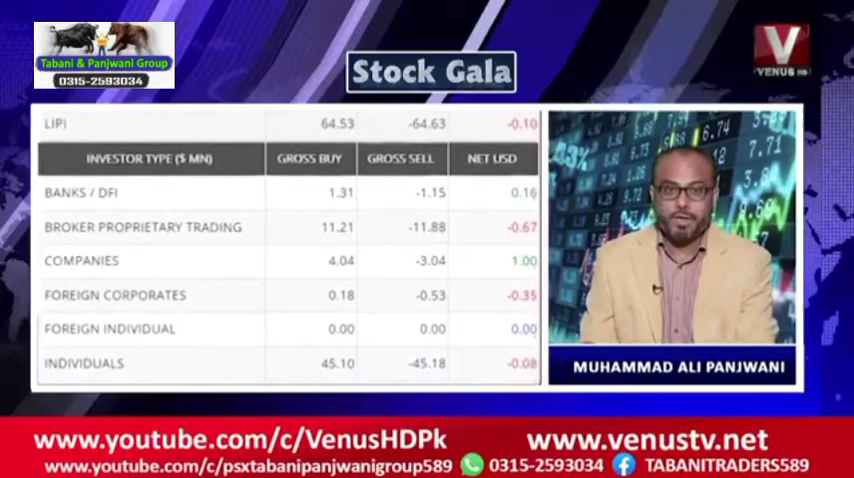 Tabani & Panjwani Group
0315-2593034
Stock Gala
V
VENUS HD
LIPI 64.53 -64.63 -0.10
INVESTOR TYPE ($ MN) GROSS BUY GROSS SELL NET USD
BANKS / DFI 1.31 -1.15 0.16
BROKER PROPRIETARY TRADING 11.21 -11.88 -0.67
COMPANIES 4.04 -3.04 1.00
FOREIGN CORPORATES 0.18 -0.53 -0.35
FOREIGN INDIVIDUAL 0.00 0.00 0.00
INDIVIDUALS 45.10 -45.18 -0.08
6.74
7.71
MUHAMMAD ALI PANJWANI
www.youtube.com/c/VenusHDPk www.venustv.net
www.youtube.com/c/psxtabanipanjwanigroup589 0315-2593034 TABANITRADERS589